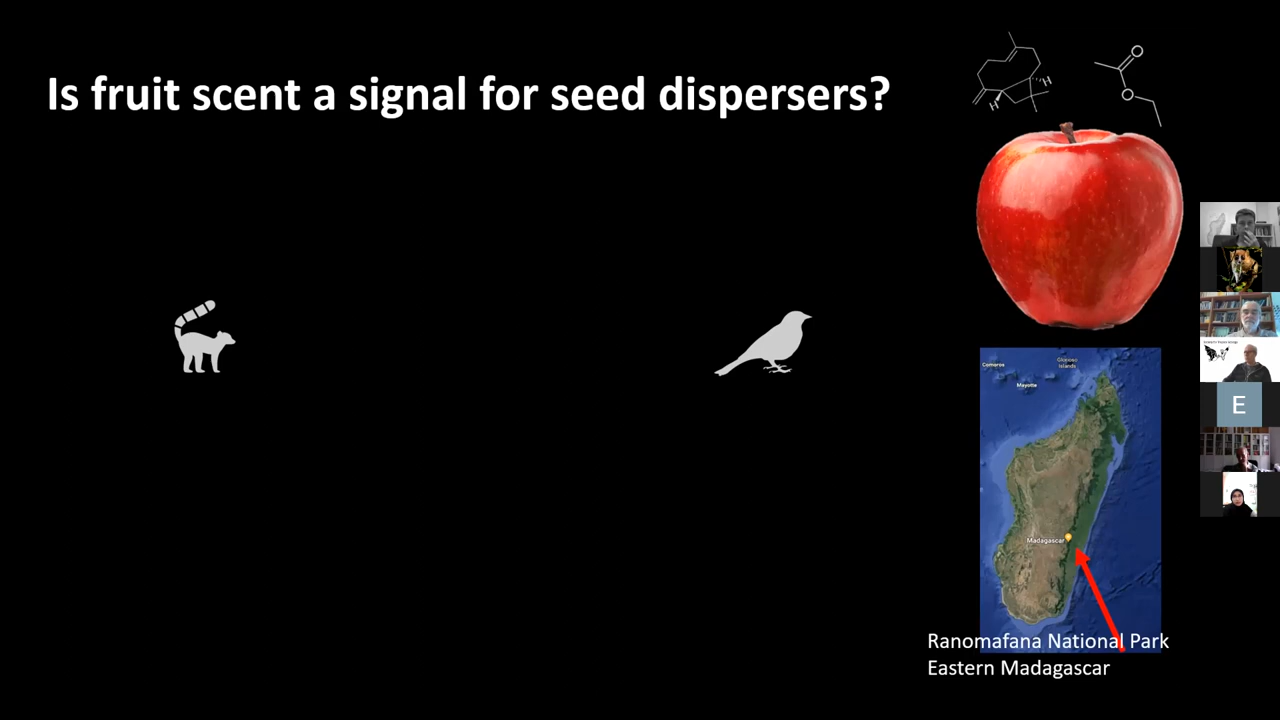 Is fruit scent a signal for seed dispersers?
O
O
H
H
Comoros
Glorioso
Islands
Mayotte
Madagascar
Ranomafana National Park
Eastern Madagascar
E